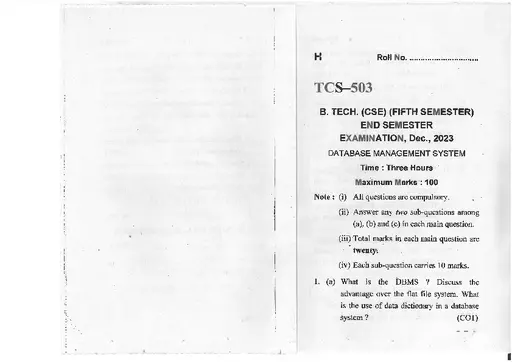 H Roll No. ..............................
TCS–503
B. TECH. (CSE) (FIFTH SEMESTER)
END SEMESTER
EXAMINATION, Dec., 2023
DATABASE MANAGEMENT SYSTEM
Time : Three Hours
Maximum Marks : 100
Note : (i) All questions are compulsory.
(ii) Answer any two sub-questions among
(a), (b) and (c) in each main question.
(iii) Total marks in each main question are
twenty.
(iv) Each sub-question carries 10 marks.
1. (a) What is the DBMS ? Discuss the
advantage over the flat file system. What
is the use of data dictionary in a database
system ? (CO1)